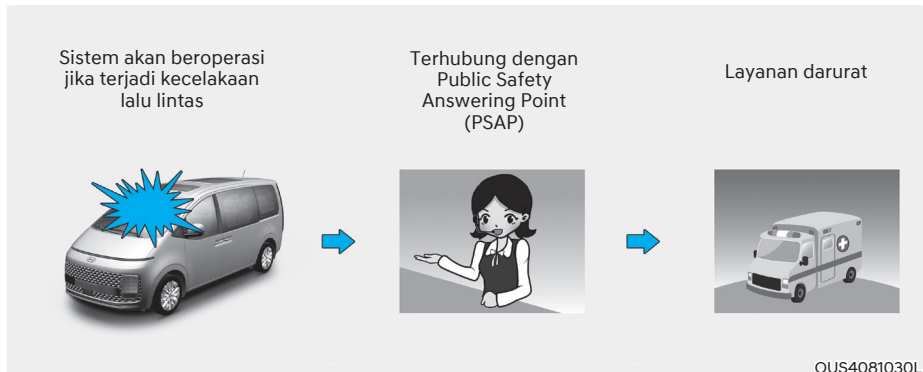 Sistem akan beroperasi
jika terjadi kecelakaan
lalu lintas
Terhubung dengan
Public Safety
Answering Point
(PSAP)
Layanan darurat
OUS4081030L